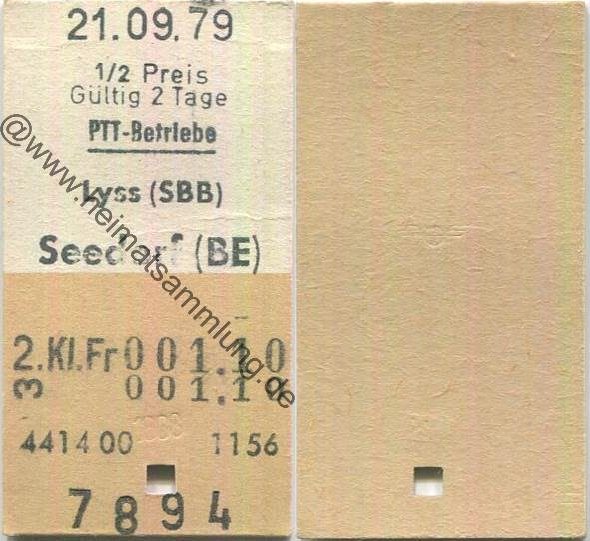 21.09.79
1/2 Preis
Gültig 2 Tage
PTT-Betriebe
Lyss (SBB)
Seedorf (BE)
2.Kl.Fr 001.10
3 001.10
441400 1156
7894
@www.heimatsammlung.de